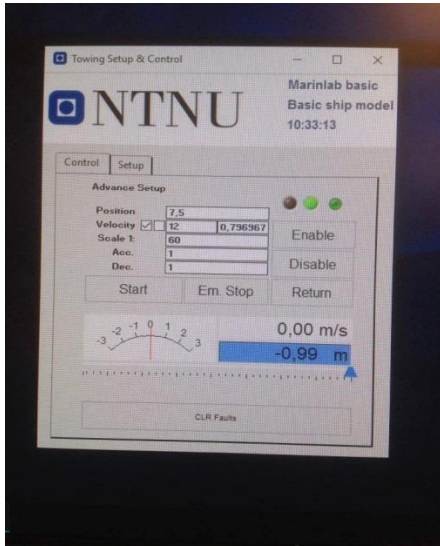 Towing Setup & Control
NTNU
Marinlab basic
Basic ship model
10:33:13
Control Setup
Advance Setup
Position 7,5
Velocity 12 0,796967
Scale 1: 60
Acc. 1
Dec. 1
Enable
Disable
Start Em. Stop Return
-3 -2 -1 0 1 2 3
0,00 m/s
-0,99 m
CLR Faults